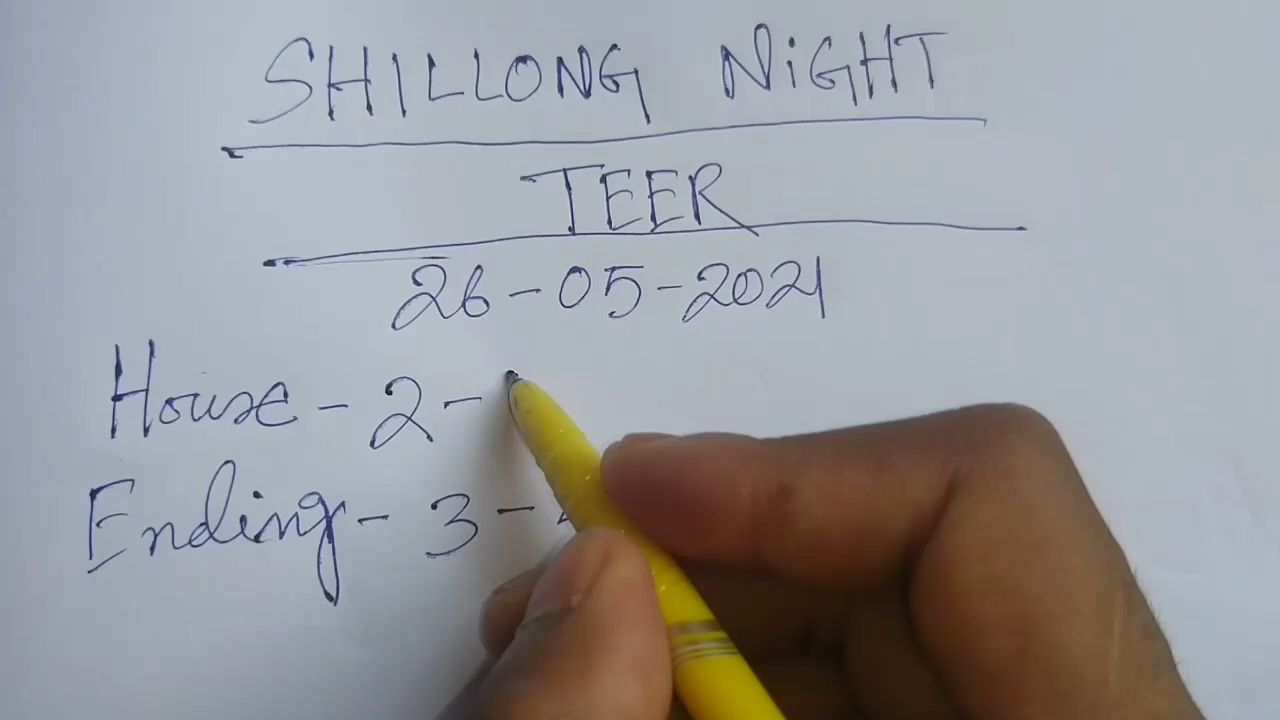 SHILLONG NiGHT
TEER
26-05-2021
House - 2 -
Ending - 3 -